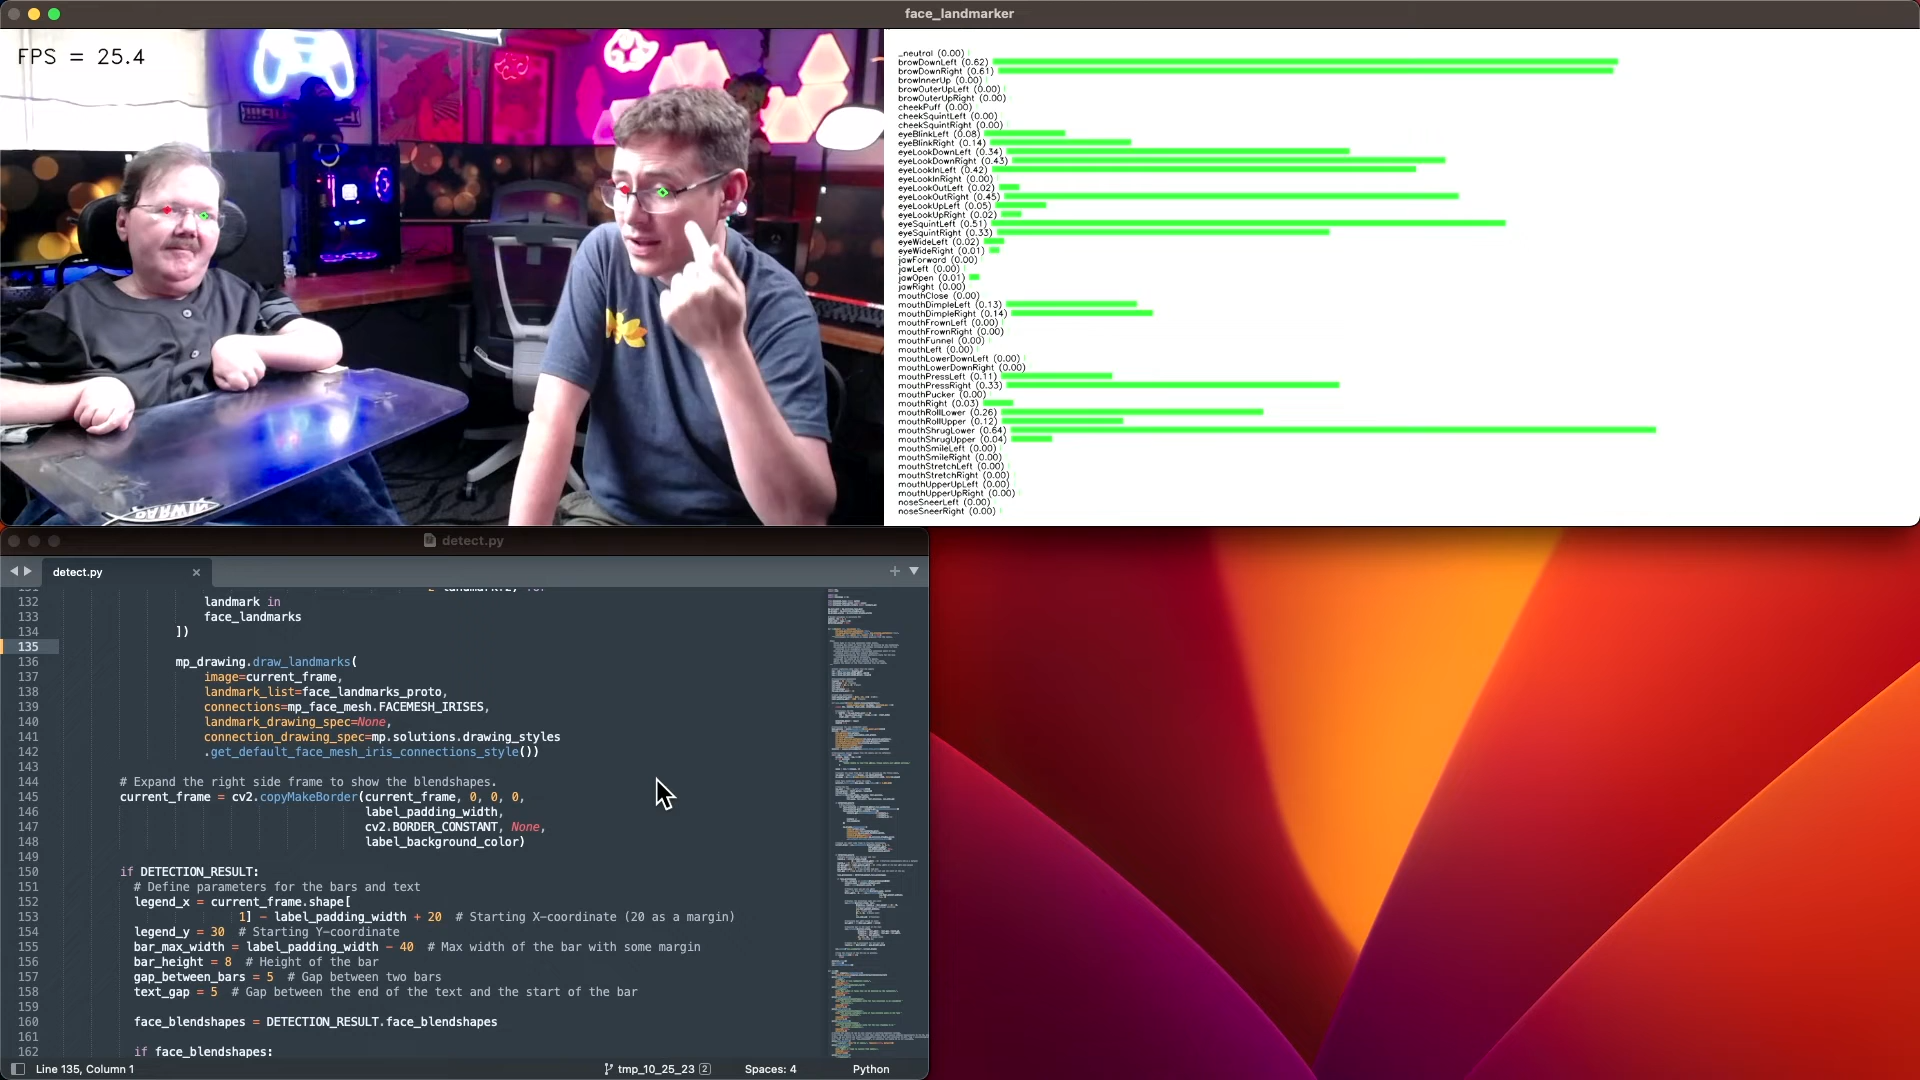 face_landmarker
FPS = 25.4
_neutral (0.00)
browDownLeft (0.62)
browDownRight (0.61)
browInnerUp (0.00)
browOuterUpLeft (0.00)
browOuterUpRight (0.00)
cheekPuff (0.00)
cheekSquintLeft (0.00)
cheekSquintRight (0.00)
eyeBlinkLeft (0.08)
eyeBlinkRight (0.14)
eyeLookDownLeft (0.34)
eyeLookDownRight (0.43)
eyeLookInLeft (0.42)
eyeLookInRight (0.00)
eyeLookOutLeft (0.02)
eyeLookOutRight (0.45)
eyeLookUpLeft (0.05)
eyeLookUpRight (0.02)
eyeSquintLeft (0.51)
eyeSquintRight (0.33)
eyeWideLeft (0.02)
eyeWideRight (0.01)
jawForward (0.00)
jawLeft (0.00)
jawOpen (0.01)
jawRight (0.00)
mouthClose (0.00)
mouthDimpleLeft (0.13)
mouthDimpleRight (0.14)
mouthFrownLeft (0.00)
mouthFrownRight (0.00)
mouthFunnel (0.00)
mouthLeft (0.00)
mouthLowerDownLeft (0.00)
mouthLowerDownRight (0.00)
mouthPressLeft (0.11)
mouthPressRight (0.33)
mouthPucker (0.00)
mouthRight (0.03)
mouthRollLower (0.26)
mouthRollUpper (0.12)
mouthShrugLower (0.64)
mouthShrugUpper (0.04)
mouthSmileLeft (0.00)
mouthSmileRight (0.00)
mouthStretchLeft (0.00)
mouthStretchRight (0.00)
mouthUpperUpLeft (0.00)
mouthUpperUpRight (0.00)
noseSneerLeft (0.00)
noseSneerRight (0.00)
detect.py
detect.py
132 landmark in
133 face_landmarks
134 ])
135
136 mp_drawing.draw_landmarks(
137 image=current_frame,
138 landmark_list=face_landmarks_proto,
139 connections=mp_face_mesh.FACEMESH_IRISES,
140 landmark_drawing_spec=None,
141 connection_drawing_spec=mp.solutions.drawing_styles
142 .get_default_face_mesh_iris_connections_style())
143
144 # Expand the right side frame to show the blendshapes.
145 current_frame = cv2.copyMakeBorder(current_frame, 0, 0, 0,
146 label_padding_width,
147 cv2.BORDER_CONSTANT, None,
148 label_background_color)
149
150 if DETECTION_RESULT:
151 # Define parameters for the bars and text
152 legend_x = current_frame.shape[
153 1] - label_padding_width + 20 # Starting X-coordinate (20 as a margin)
154 legend_y = 30 # Starting Y-coordinate
155 bar_max_width = label_padding_width - 40 # Max width of the bar with some margin
156 bar_height = 8 # Height of the bar
157 gap_between_bars = 5 # Gap between two bars
158 text_gap = 5 # Gap between the end of the text and the start of the bar
159
160 face_blendshapes = DETECTION_RESULT.face_blendshapes
161
162 if face_blendshapes:
Line 135, Column 1
tmp_10_25_23 2
Spaces: 4
Python